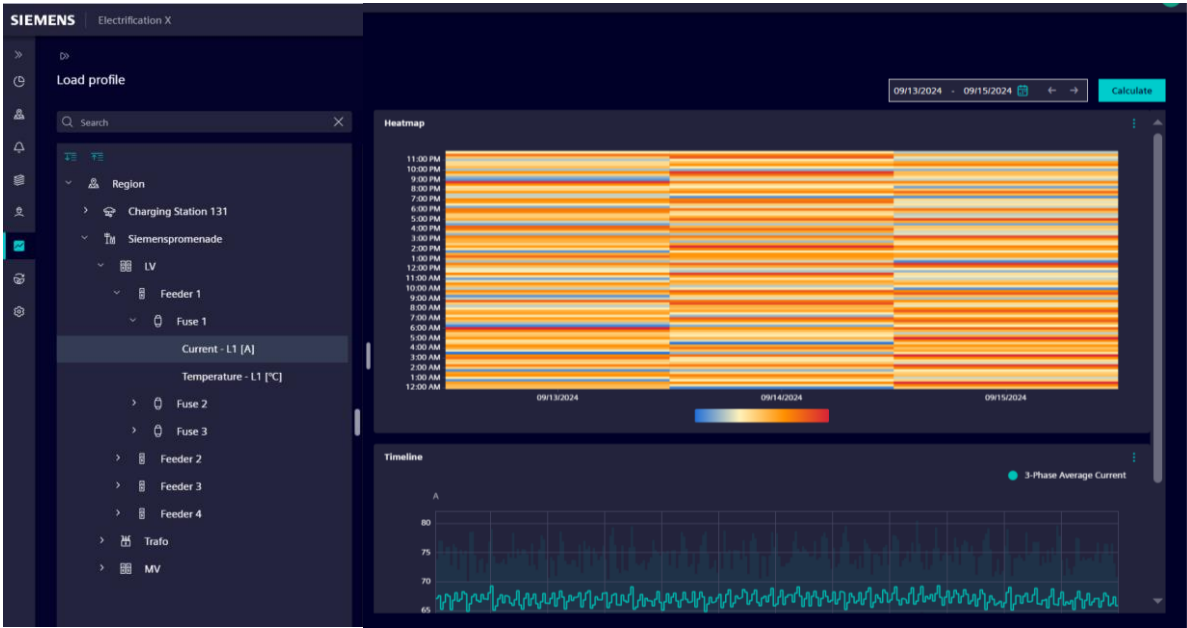 SIEMENS Electrification X
Load profile
Search
Region
Charging Station 131
Siemenspromenade
LV
Feeder 1
Fuse 1
Current - L1 [A]
Temperature - L1 [°C]
Fuse 2
Fuse 3
Feeder 2
Feeder 3
Feeder 4
Trafo
MV
09/13/2024 - 09/15/2024
Calculate
Heatmap
11:00 PM
10:00 PM
9:00 PM
8:00 PM
7:00 PM
6:00 PM
5:00 PM
4:00 PM
3:00 PM
2:00 PM
1:00 PM
12:00 PM
11:00 AM
10:00 AM
9:00 AM
8:00 AM
7:00 AM
6:00 AM
5:00 AM
4:00 AM
3:00 AM
2:00 AM
1:00 AM
12:00 AM
09/13/2024 09/14/2024 09/15/2024
Timeline
3-Phase Average Current
A
80
75
70
65